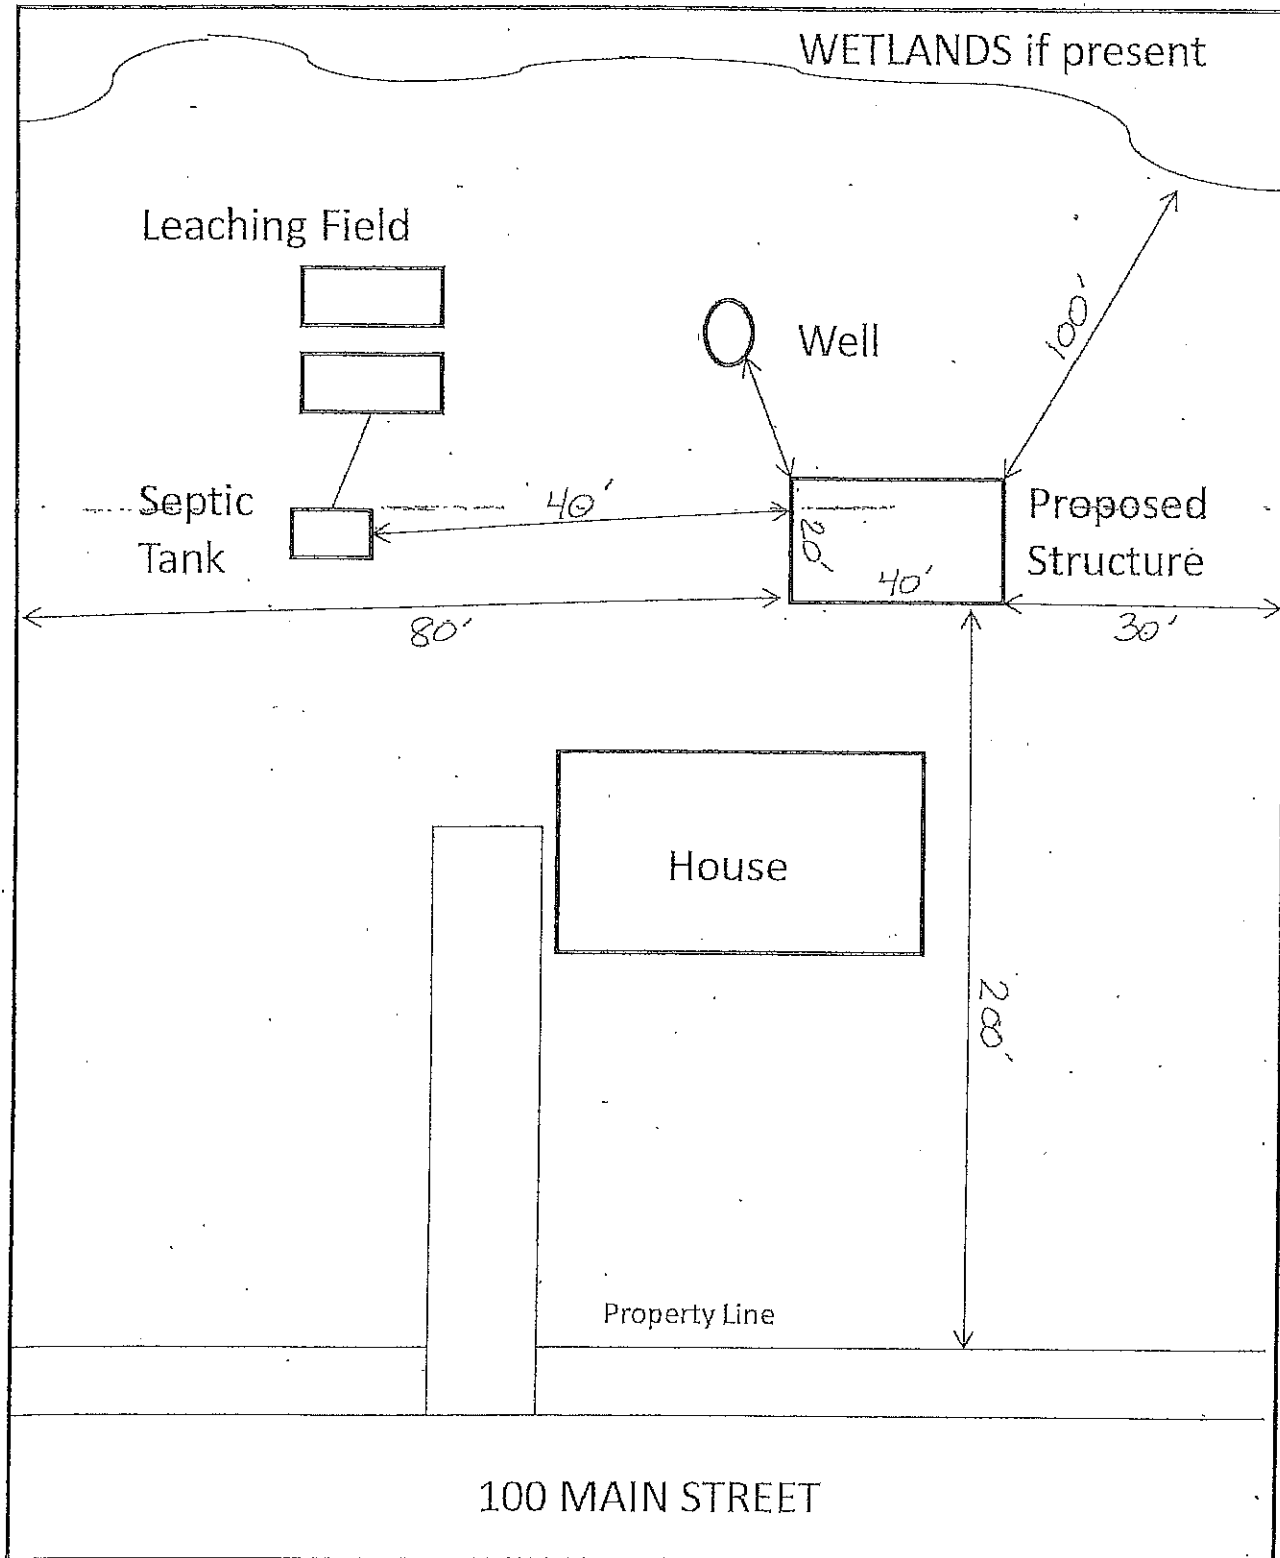 WETLANDS if present
Leaching Field
Well
100'
Septic
Tank
40'
20'
40'
Proposed
Structure
80'
30'
House
200'
Property Line
100 MAIN STREET